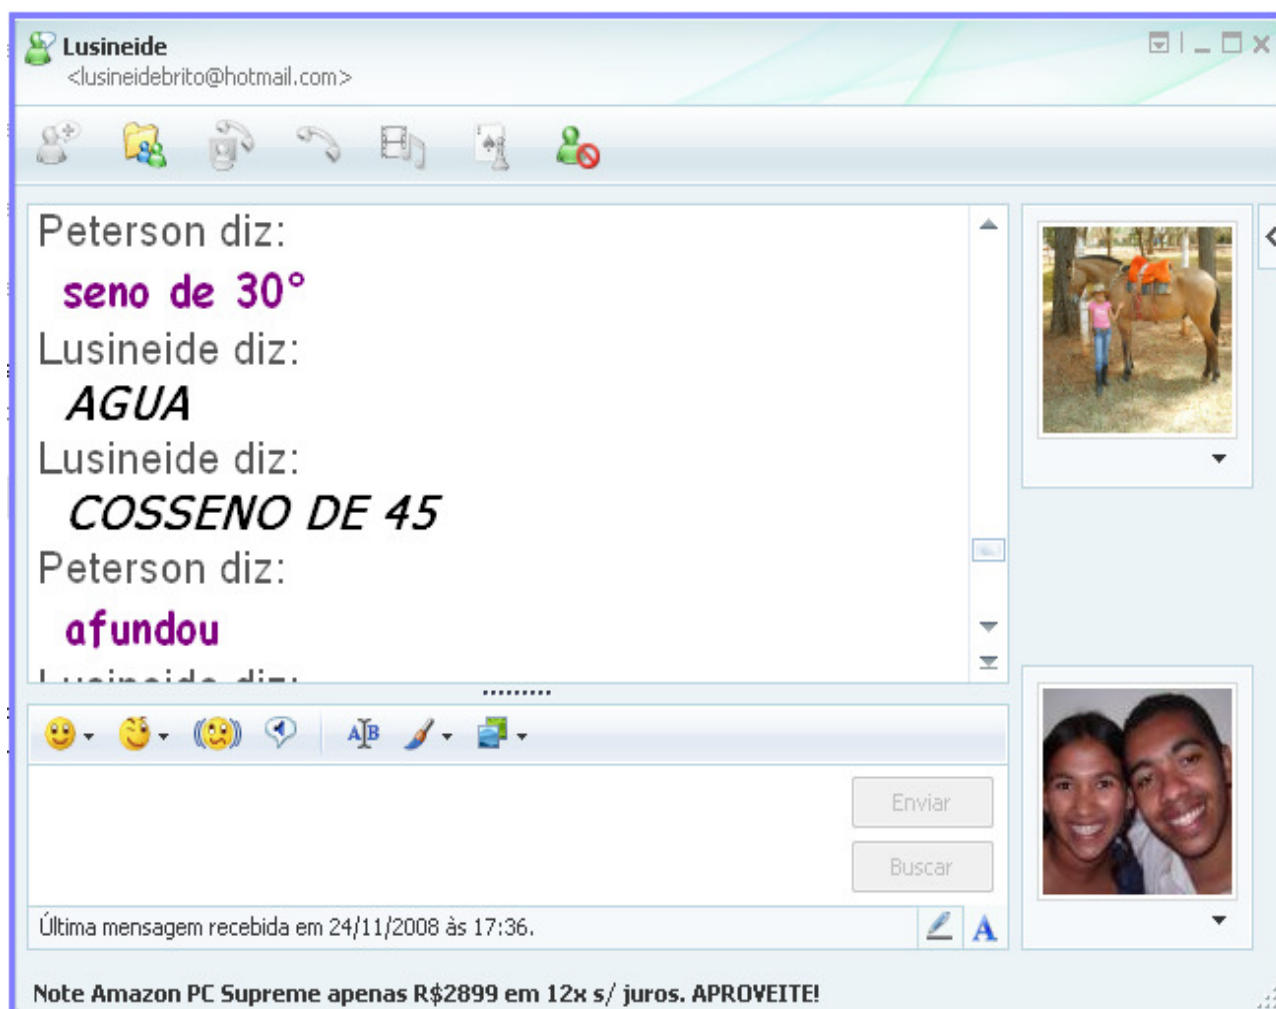 Lusineide
<lusineidebrito@hotmail.com>
Peterson diz:
seno de 30°
Lusineide diz:
AGUA
Lusineide diz:
COSSENO DE 45
Peterson diz:
afundou
Lusineide diz:
Enviar
Buscar
Última mensagem recebida em 24/11/2008 às 17:36.
Note Amazon PC Supreme apenas R$2899 em 12x s/ juros. APROVEITE!